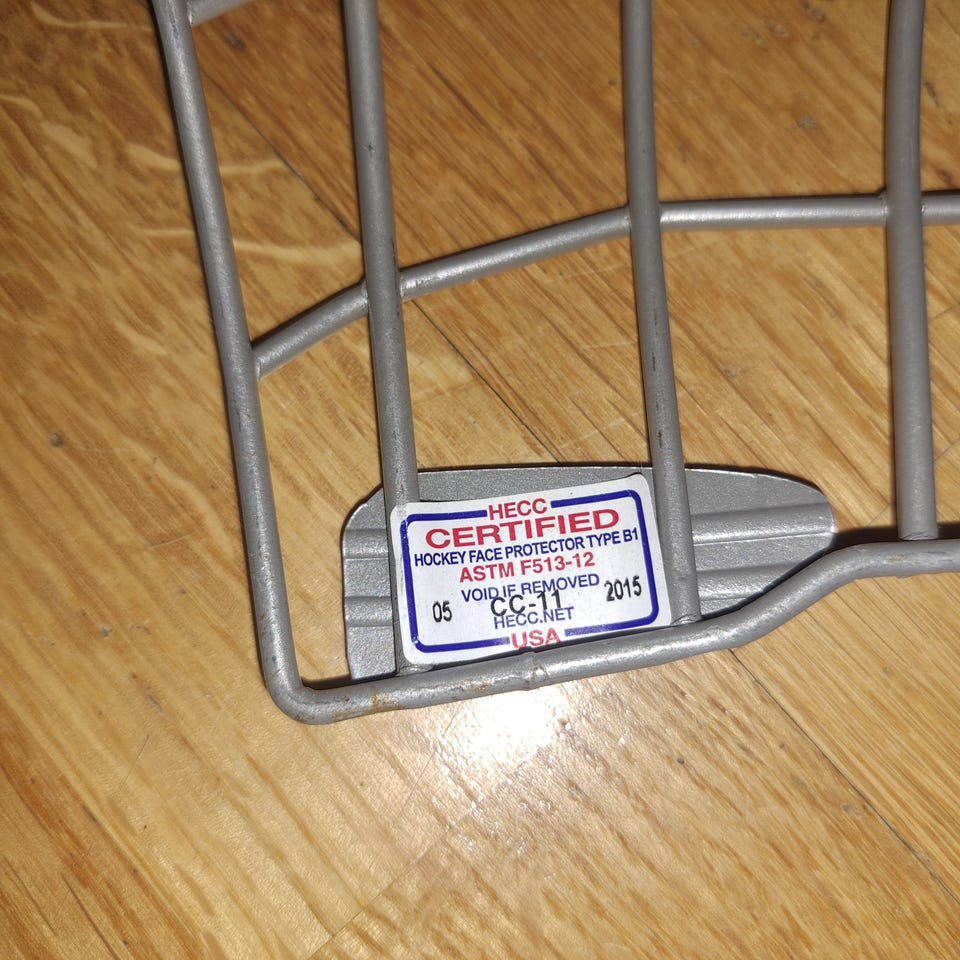 HECC
CERTIFIED
HOCKEY FACE PROTECTOR TYPE B1
ASTM F513-12
VOID IF REMOVED
05 CC-11 2015
HECC.NET
USA